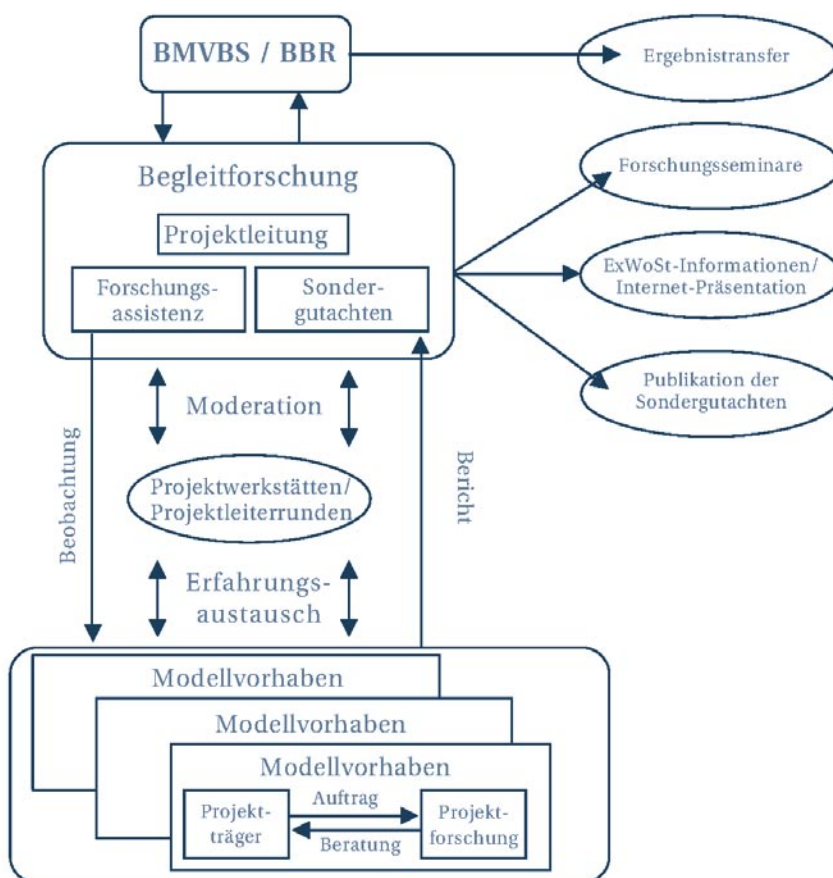 BMVBS / BBR
Ergebnistransfer
Begleitforschung
Projektleitung
Forschungs-
assistenz
Sonder-
gutachten
Forschungsseminare
ExWoSt-Informationen/
Internet-Präsentation
Publikation der
Sondergutachten
Moderation
Beobachtung
Bericht
Projektwerkstätten/
Projektleiterrunden
Erfahrungs-
austausch
Modellvorhaben
Modellvorhaben
Modellvorhaben
Projekt-
träger
Auftrag
Beratung
Projekt-
forschung